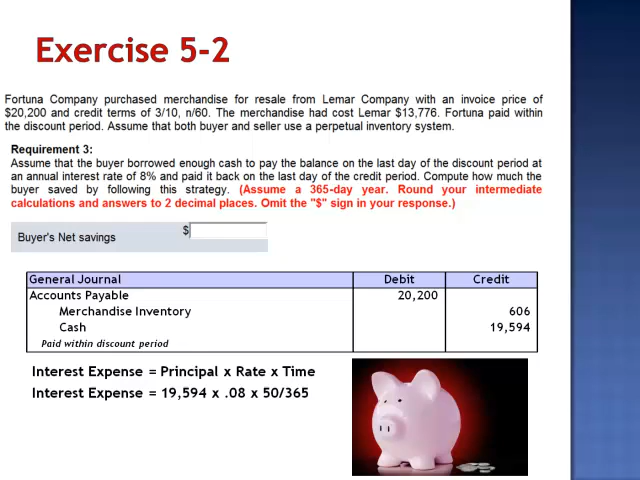 Exercise 5-2
Fortuna Company purchased merchandise for resale from Lemar Company with an invoice price of
$20,200 and credit terms of 3/10, n/60. The merchandise had cost Lemar $13,776. Fortuna paid within
the discount period. Assume that both buyer and seller use a perpetual inventory system.
Requirement 3:
Assume that the buyer borrowed enough cash to pay the balance on the last day of the discount period at
an annual interest rate of 8% and paid it back on the last day of the credit period. Compute how much the
buyer saved by following this strategy. (Assume a 365-day year. Round your intermediate
calculations and answers to 2 decimal places. Omit the "$" sign in your response.)
Buyer's Net savings $
General Journal Debit Credit
Accounts Payable 20,200
Merchandise Inventory 606
Cash 19,594
Paid within discount period
Interest Expense = Principal x Rate x Time
Interest Expense = 19,594 x .08 x 50/365